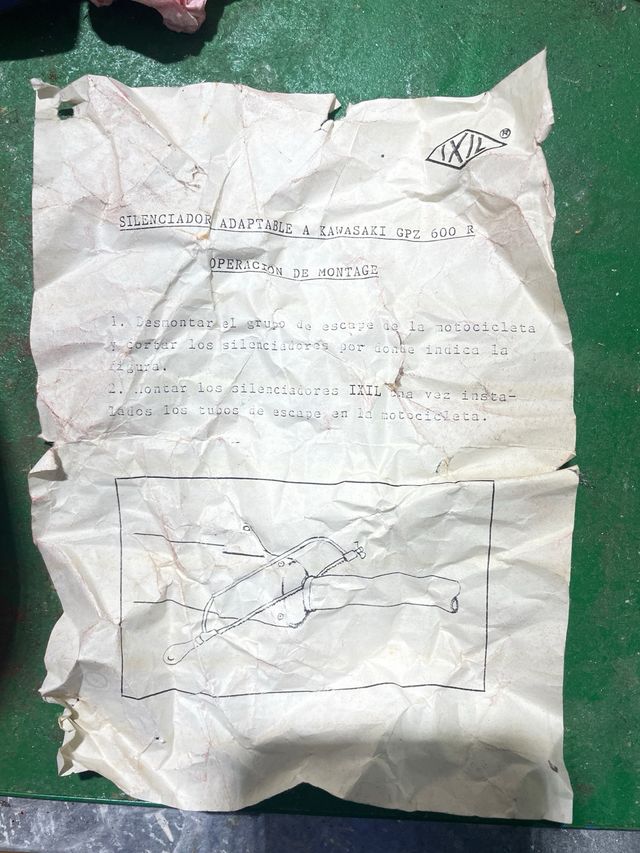 IXIL ®
SILENCIADOR ADAPTABLE A KAWASAKI GPZ 600 R
OPERACION DE MONTAGE
1. Desmontar el grupo de escape de la motocicleta
y cortar los silenciadores por donde indica la
figura.
2. Montar los silenciadores IXIL una vez insta-
lados los tubos de escape en la motocicleta.